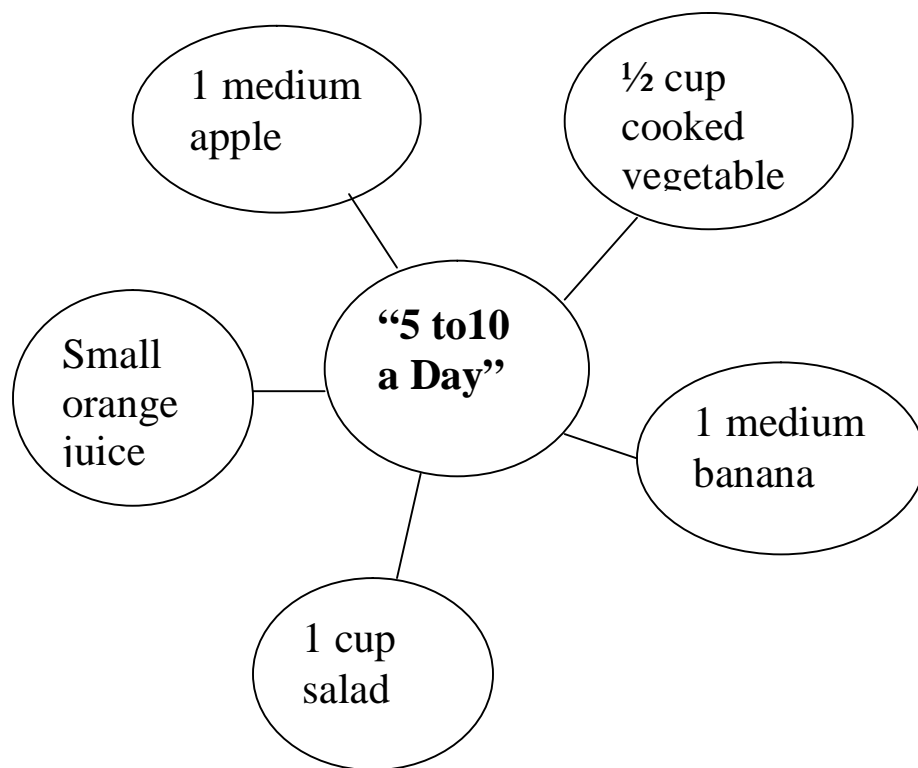 1 medium
apple
½ cup
cooked
vegetable
“5 to10
a Day”
Small
orange
juice
1 medium
banana
1 cup
salad